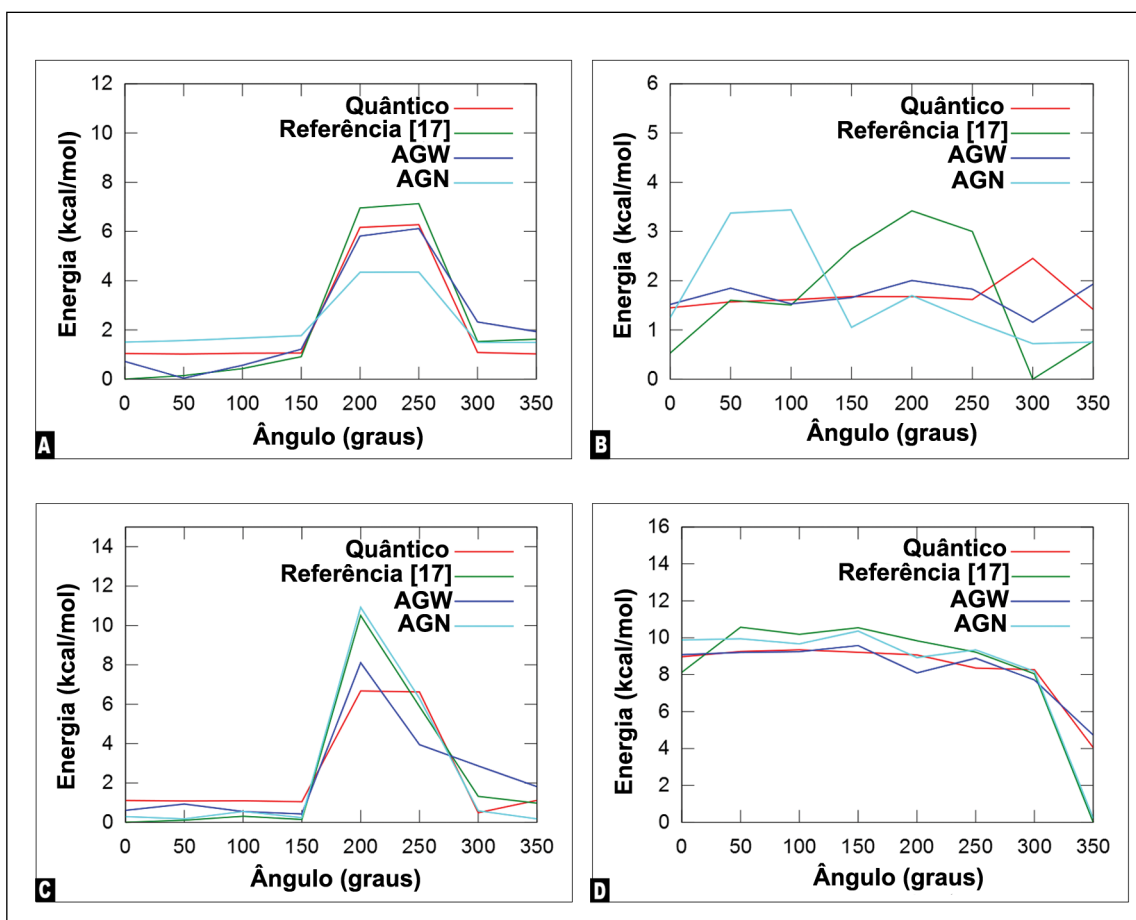 12
10
8
6
4
2
0
Energia (kcal/mol)
Quântico
Referência [17]
AGW
AGN
0 50 100 150 200 250 300 350
Ângulo (graus)
A
6
5
4
3
2
1
0
Energia (kcal/mol)
Quântico
Referência [17]
AGW
AGN
0 50 100 150 200 250 300 350
Ângulo (graus)
B
14
12
10
8
6
4
2
0
Energia (kcal/mol)
Quântico
Referência [17]
AGW
AGN
0 50 100 150 200 250 300 350
Ângulo (graus)
C
16
14
12
10
8
6
4
2
0
Energia (kcal/mol)
Quântico
Referência [17]
AGW
AGN
0 50 100 150 200 250 300 350
Ângulo (graus)
D